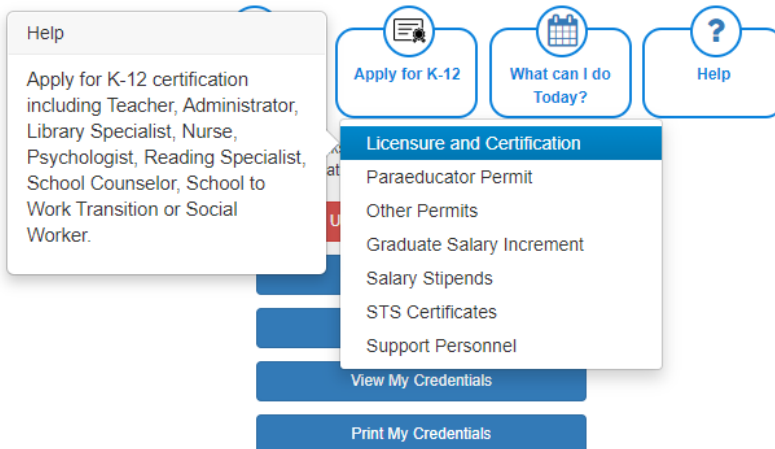 Help
Apply for K-12 certification
including Teacher, Administrator,
Library Specialist, Nurse,
Psychologist, Reading Specialist,
School Counselor, School to
Work Transition or Social
Worker.
Apply for K-12
What can I do
Today?
?
Help
Licensure and Certification
Paraeducator Permit
Other Permits
Graduate Salary Increment
Salary Stipends
STS Certificates
Support Personnel
U
View My Credentials
Print My Credentials